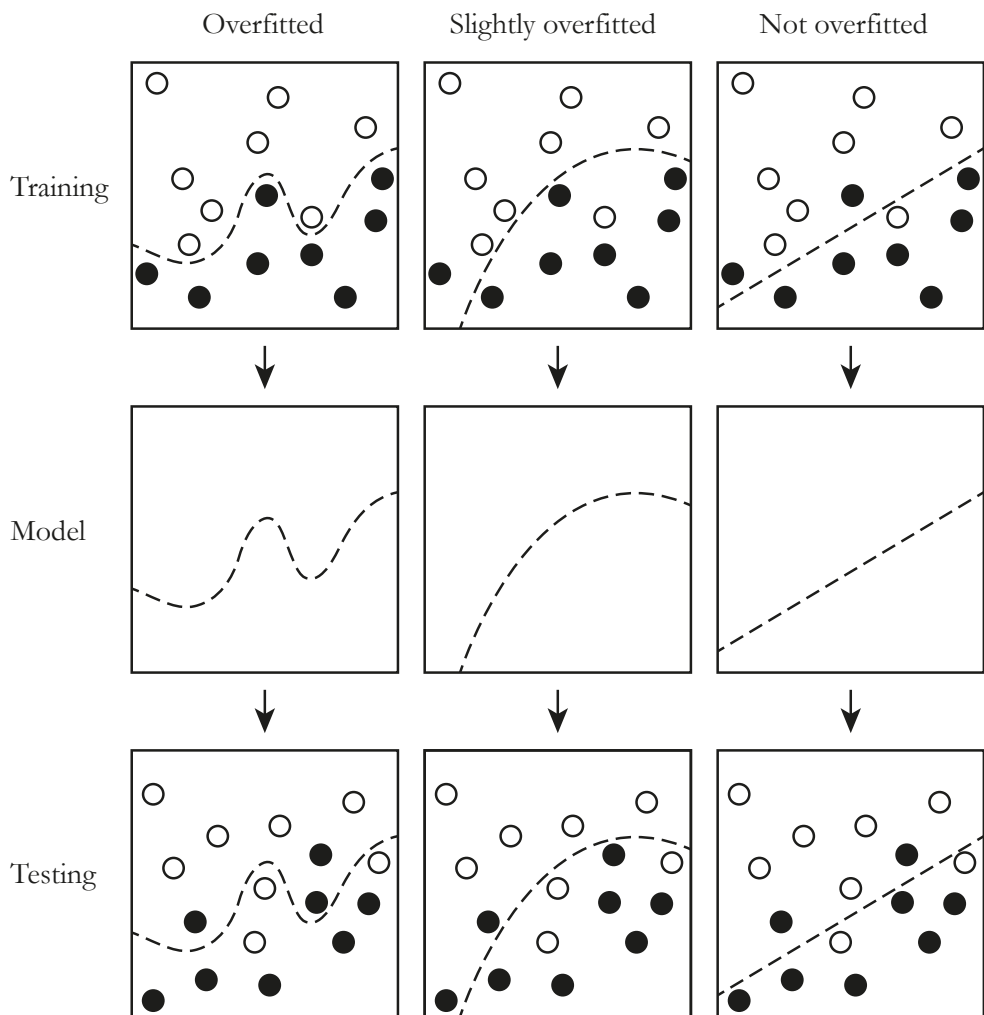 Overfitted
Slightly overfitted
Not overfitted
Training
Model
Testing